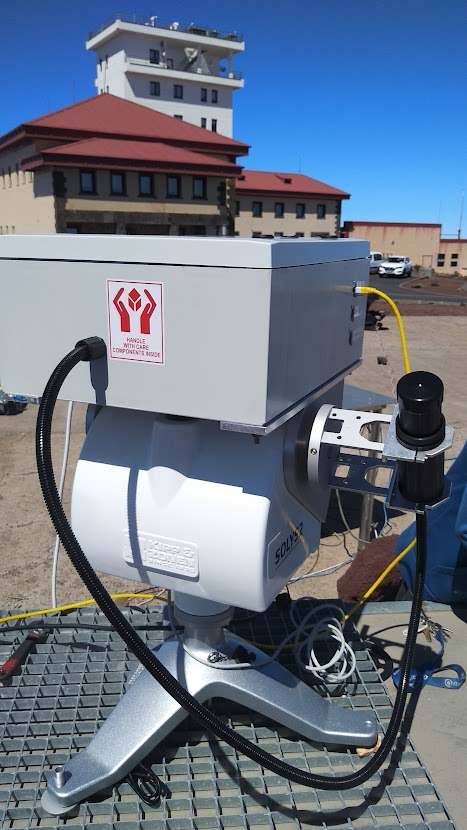 HANDLE
WITH CARE
COMPONENTS INSIDE
KIPP &
ZONEN
SOLYS2